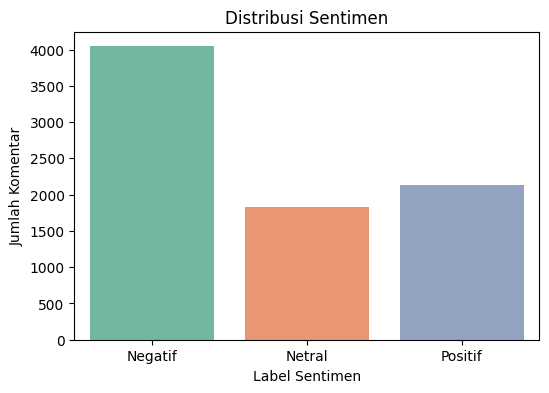 Distribusi Sentimen
Jumlah Komentar
4000
3500
3000
2500
2000
1500
1000
500
0
Negatif
Netral
Positif
Label Sentimen